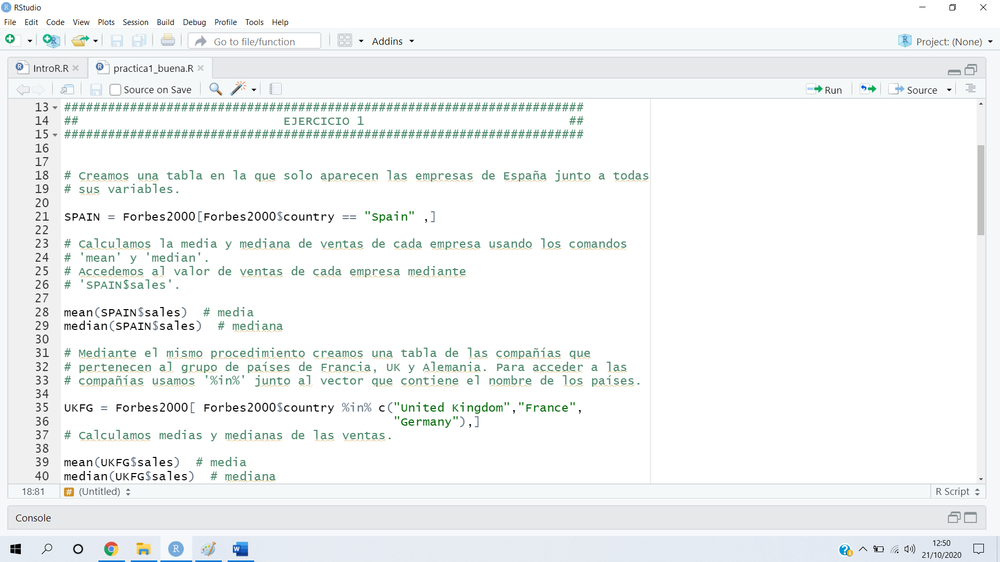 RStudio
File Edit Code View Plots Session Build Debug Profile Tools Help
Go to file/function Addins Project: (None)
IntroR.R practica1_buena.R
Source on Save Run Source
13 #######################################################################
14 ## EJERCICIO 1 ##
15 #######################################################################
16
17
18 # Creamos una tabla en la que solo aparecen las empresas de España junto a todas
19 # sus variables.
20
21 SPAIN = Forbes2000[Forbes2000$country == "Spain" ,]
22
23 # Calculamos la media y mediana de ventas de cada empresa usando los comandos
24 # 'mean' y 'median'.
25 # Accedemos al valor de ventas de cada empresa mediante
26 # 'SPAIN$sales'.
27
28 mean(SPAIN$sales) # media
29 median(SPAIN$sales) # mediana
30
31 # Mediante el mismo procedimiento creamos una tabla de las compañías que
32 # pertenecen al grupo de países de Francia, UK y Alemania. Para acceder a las
33 # compañías usamos '%in%' junto al vector que contiene el nombre de los países.
34
35 UKFG = Forbes2000[ Forbes2000$country %in% c("United Kingdom","France",
36 "Germany"),]
37 # Calculamos medias y medianas de las ventas.
38
39 mean(UKFG$sales) # media
40 median(UKFG$sales) # mediana
18:81 # (Untitled) R Script
Console
12:50
21/10/2020